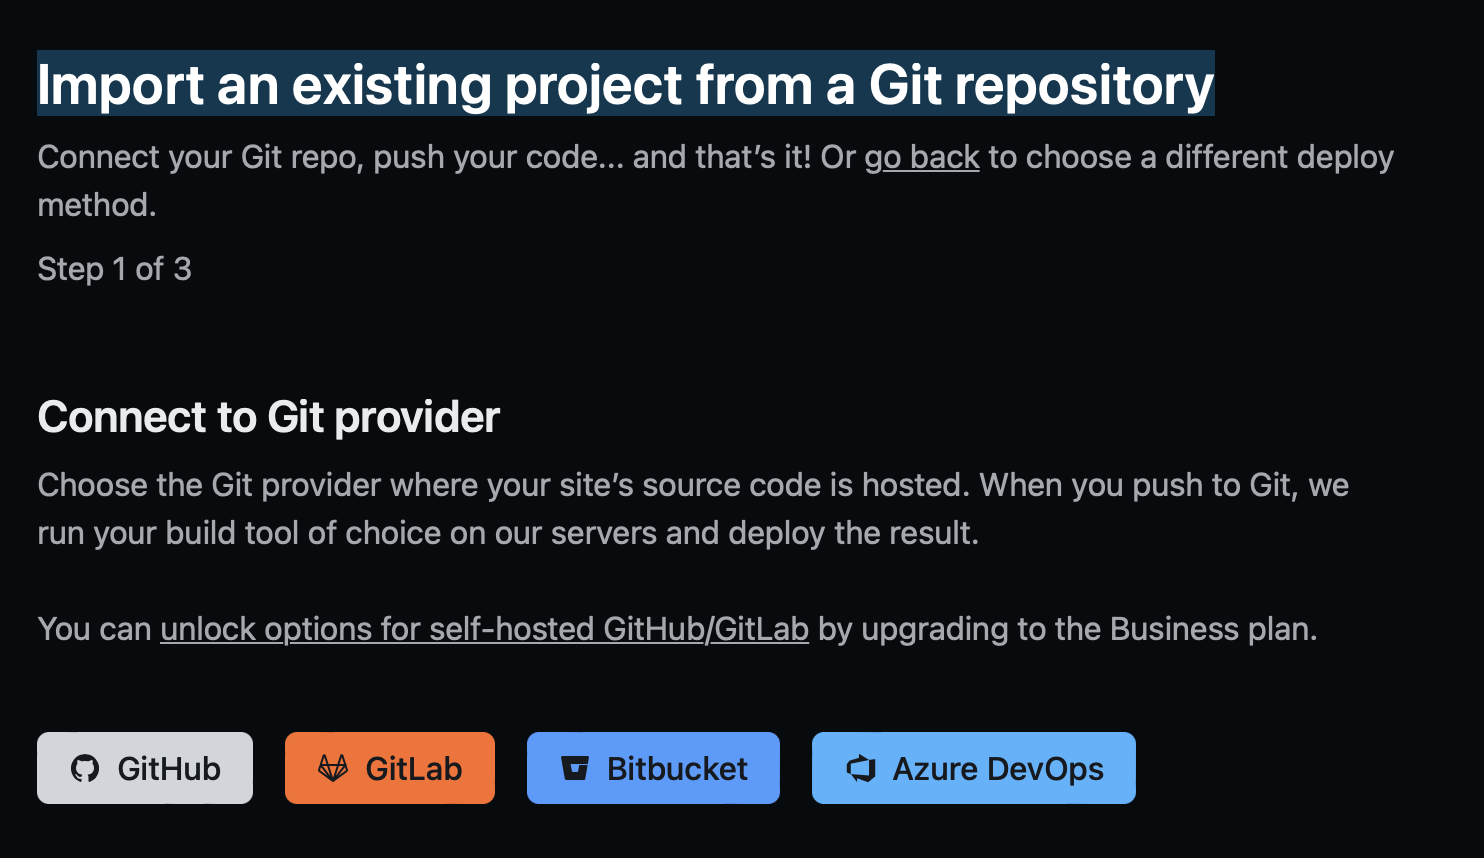 Import an existing project from a Git repository
Connect your Git repo, push your code... and that’s it! Or go back to choose a different deploy
method.
Step 1 of 3
Connect to Git provider
Choose the Git provider where your site’s source code is hosted. When you push to Git, we
run your build tool of choice on our servers and deploy the result.
You can unlock options for self-hosted GitHub/GitLab by upgrading to the Business plan.
GitHub GitLab Bitbucket Azure DevOps